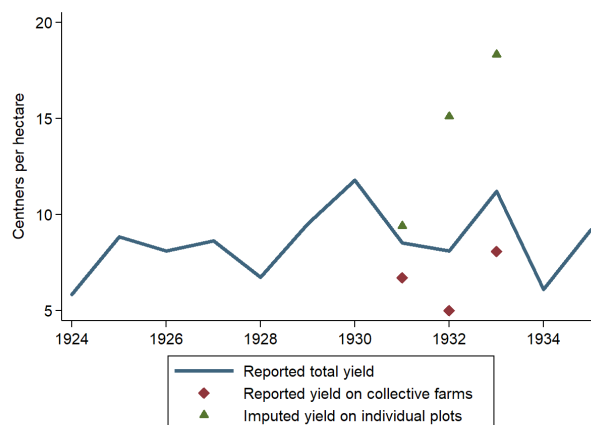 20
15
10
5
Centners per hectare
1924 1926 1928 1930 1932 1934
Reported total yield
Reported yield on collective farms
Imputed yield on individual plots